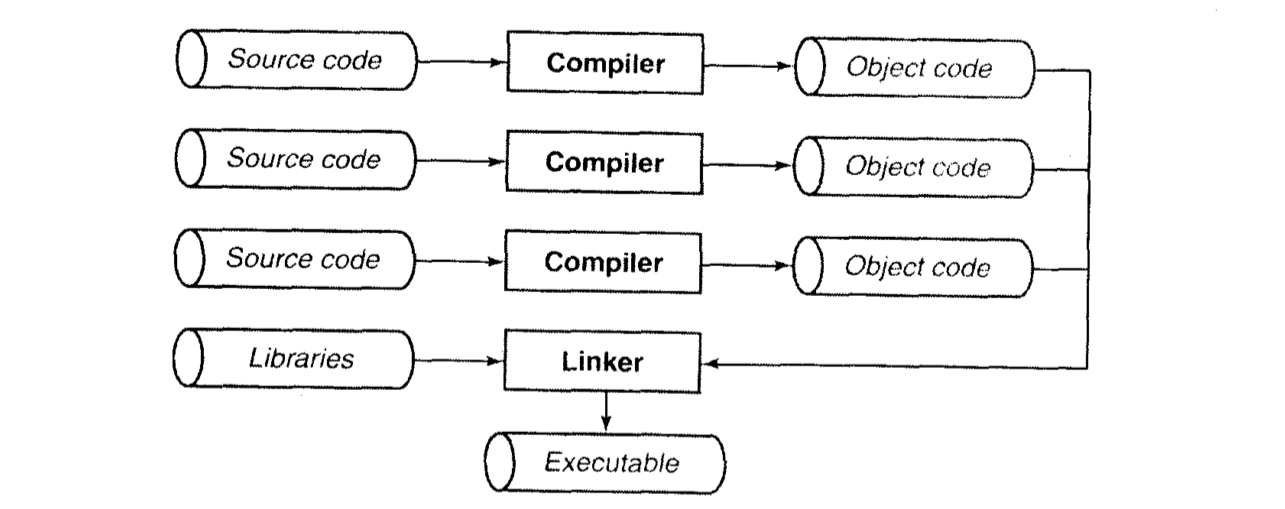 Source code
Compiler
Object code
Source code
Compiler
Object code
Source code
Compiler
Object code
Libraries
Linker
Executable